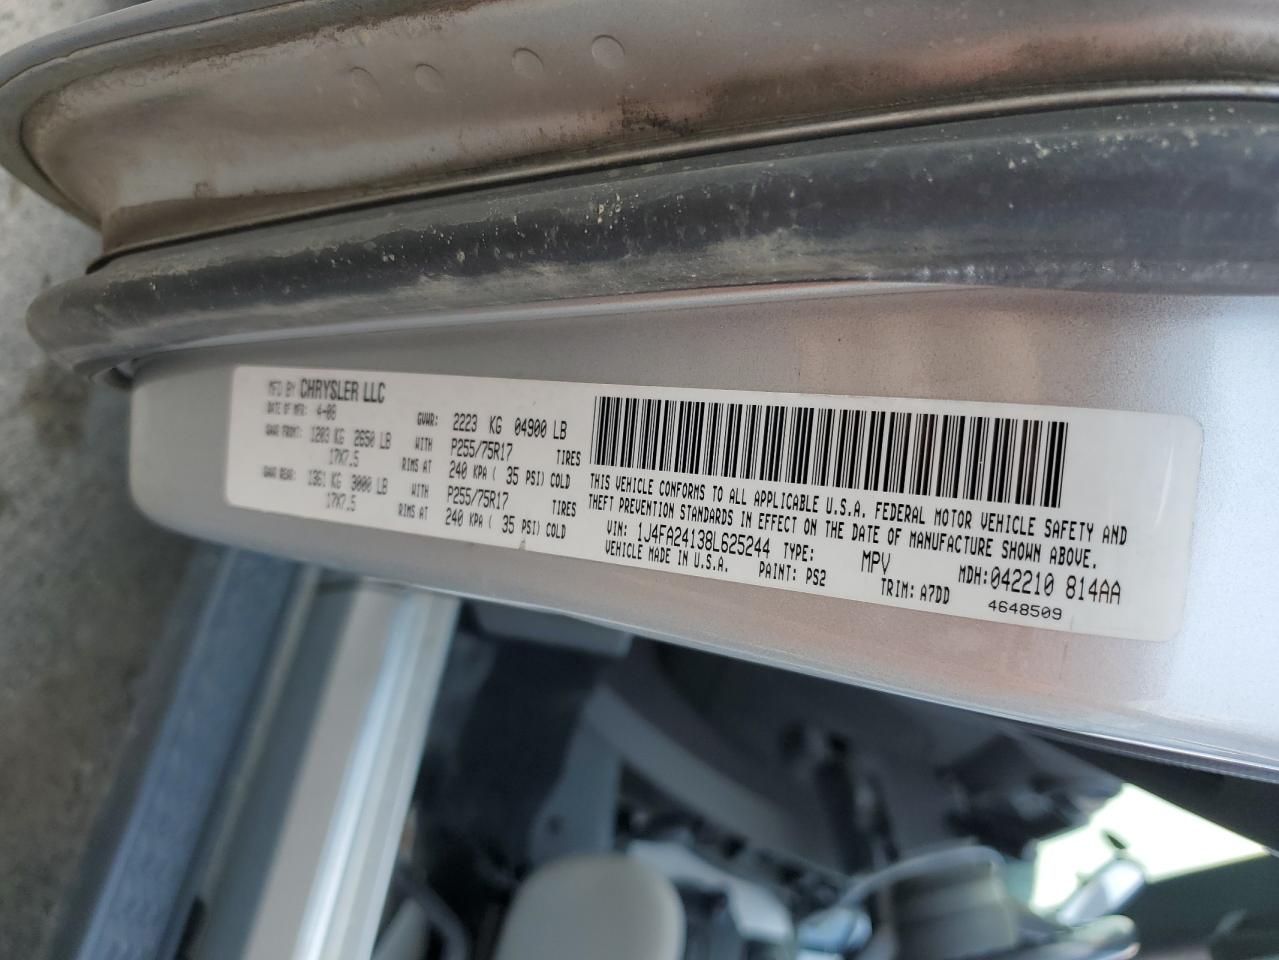 MFD BY CHRYSLER LLC
DATE OF MFR: 4-08 GVWR: 2223 KG 04900 LB
GAWR FRONT: 1203 KG 2650 LB WITH P255/75R17 TIRES
17X7.5 RIMS AT 240 KPA ( 35 PSI) COLD
GAWR REAR: 1361 KG 3000 LB WITH P255/75R17 TIRES
17X7.5 RIMS AT 240 KPA ( 35 PSI) COLD
THIS VEHICLE CONFORMS TO ALL APPLICABLE U.S.A. FEDERAL MOTOR VEHICLE SAFETY AND
THEFT PREVENTION STANDARDS IN EFFECT ON THE DATE OF MANUFACTURE SHOWN ABOVE.
VIN: 1J4FA24138L625244 TYPE: MPV MDH: 042210 814AA
VEHICLE MADE IN U.S.A. PAINT: PS2 TRIM: A7DD 4648509